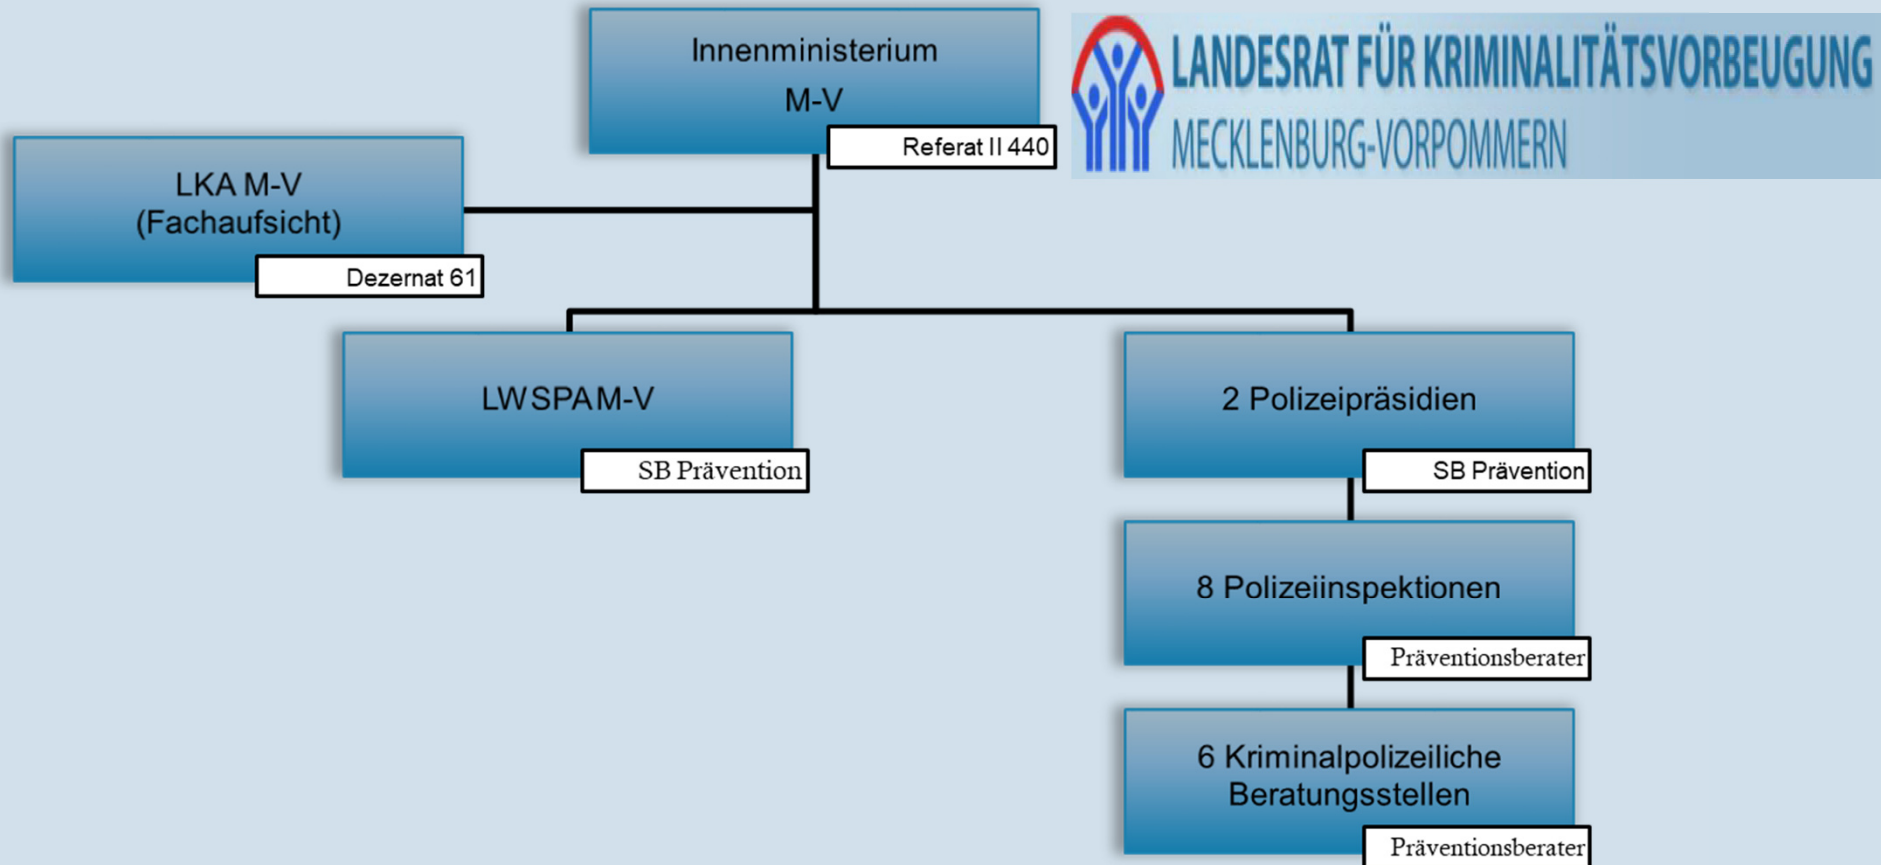 Innenministerium
M-V
Referat II 440
LANDESRAT FÜR KRIMINALITÄTSVORBEUGUNG
MECKLENBURG-VORPOMMERN
LKA M-V
(Fachaufsicht)
Dezernat 61
LWSPA M-V
SB Prävention
2 Polizeipräsidien
SB Prävention
8 Polizeiinspektionen
Präventionsberater
6 Kriminalpolizeiliche
Beratungsstellen
Präventionsberater